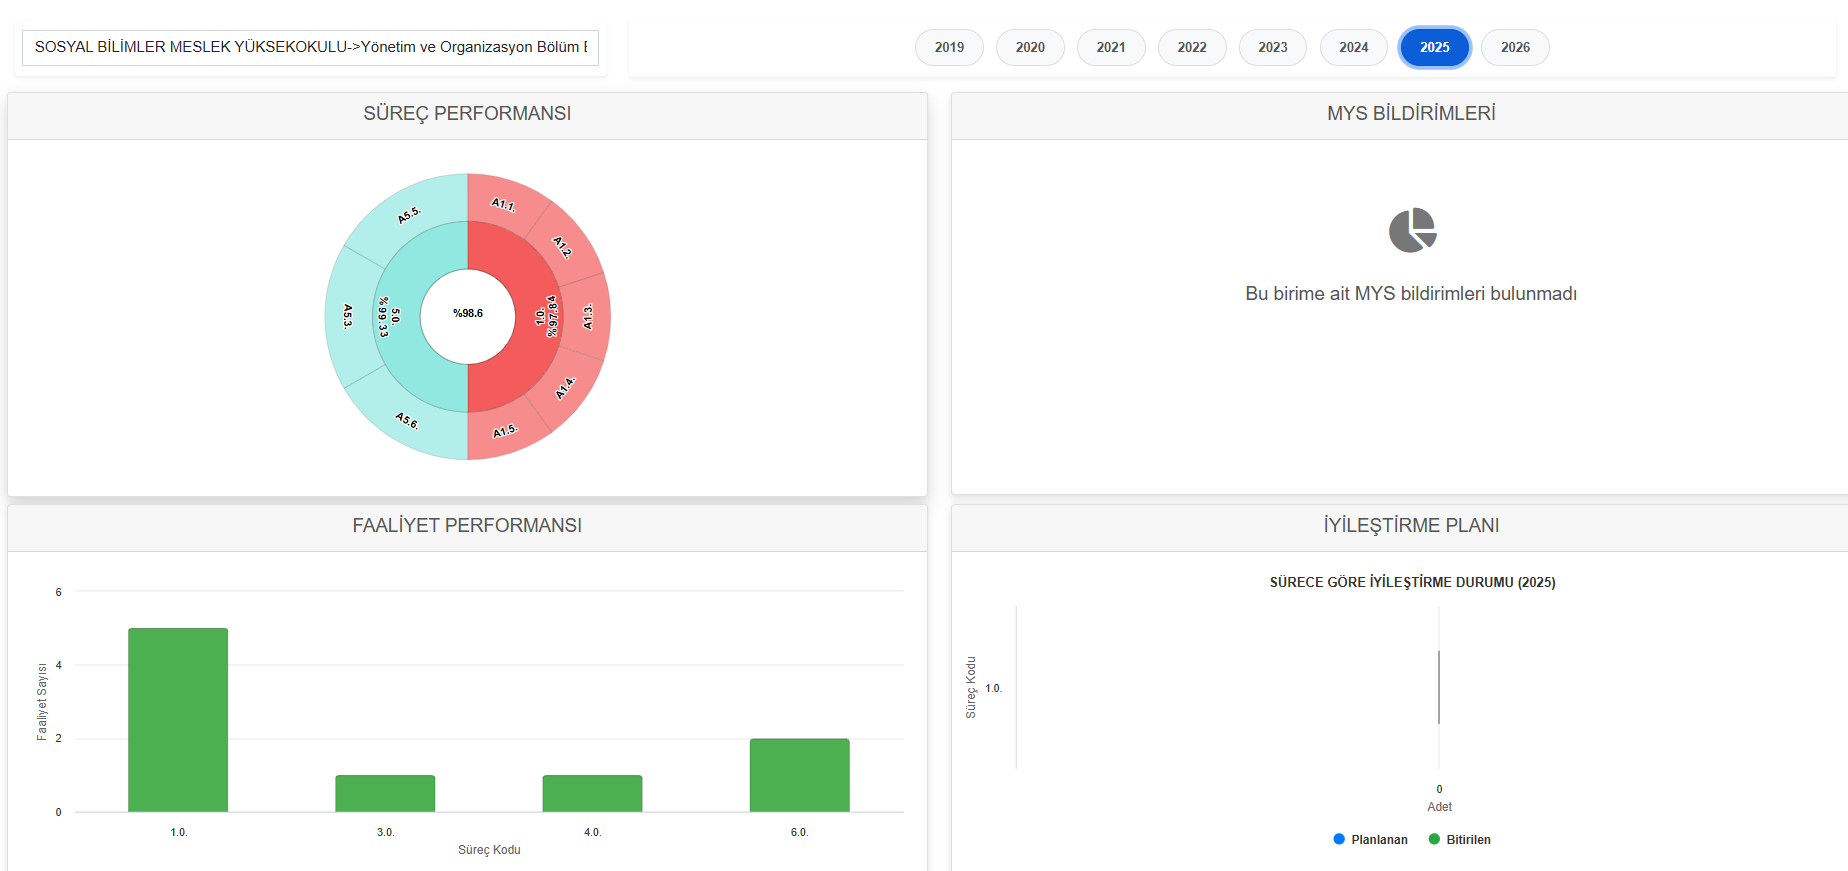 SOSYAL BİLİMLER MESLEK YÜKSEKOKULU->Yönetim ve Organizasyon Bölüm
2019 2020 2021 2022 2023 2024 2025 2026
SÜREÇ PERFORMANSI
A1.1.
A1.2.
A1.3.
A1.4.
A1.5.
A5.6.
A5.3.
A5.5.
1.0.
%97.84
5.0.
%99.33
%98.6
MYS BİLDİRİMLERİ
Bu birime ait MYS bildirimleri bulunmadı
FAALİYET PERFORMANSI
Faaliyet Sayısı
6
4
2
0
1.0. 3.0. 4.0. 6.0.
Süreç Kodu
İYİLEŞTİRME PLANI
SÜRECE GÖRE İYİLEŞTİRME DURUMU (2025)
Süreç Kodu
1.0.
0
Adet
Planlanan Bitirilen